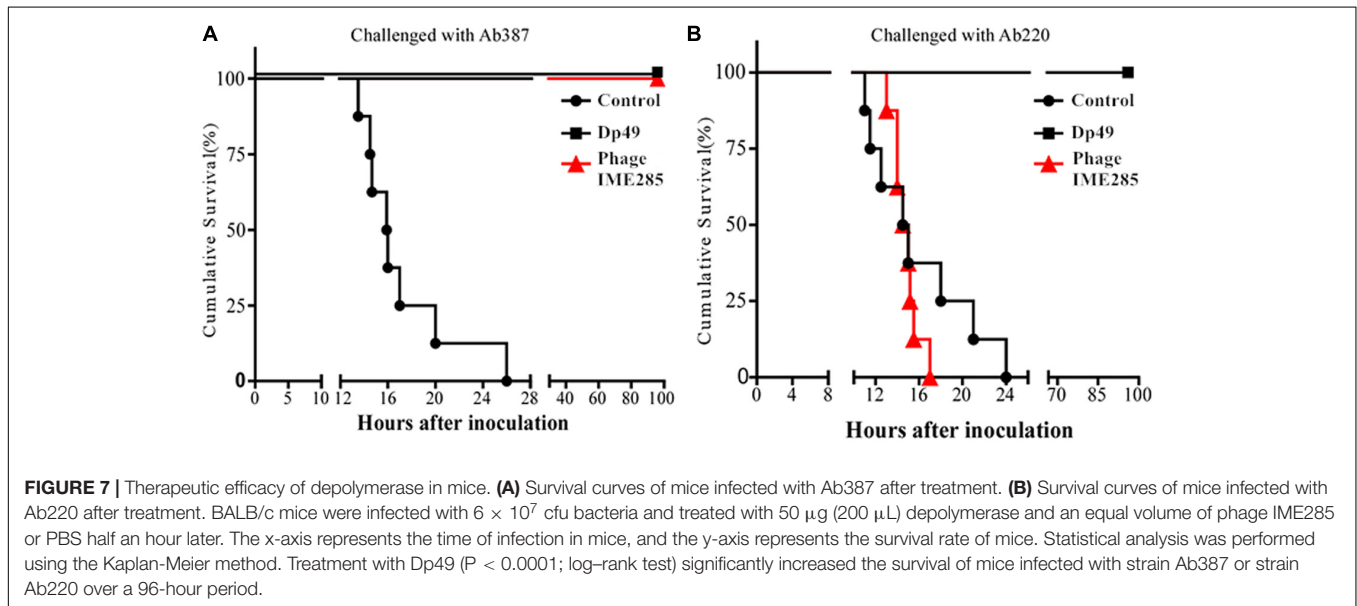 A
Challenged with Ab387
Cumulative Survival(%)
100
75
50
25
0
0 5 10 12 16 20 24 28 40 60 80 100
Hours after inoculation
Control
Dp49
Phage
IME285
B
Challenged with Ab220
Cumulative Survival(%)
100
75
50
25
0
0 4 8 12 16 20 24 70 85 100
Hours after inoculation
Control
Dp49
Phage
IME285
FIGURE 7 | Therapeutic efficacy of depolymerase in mice. (A) Survival curves of mice infected with Ab387 after treatment. (B) Survival curves of mice infected with
Ab220 after treatment. BALB/c mice were infected with 6 × 10⁷ cfu bacteria and treated with 50 μg (200 μL) depolymerase and an equal volume of phage IME285
or PBS half an hour later. The x-axis represents the time of infection in mice, and the y-axis represents the survival rate of mice. Statistical analysis was performed
using the Kaplan-Meier method. Treatment with Dp49 (P < 0.0001; log–rank test) significantly increased the survival of mice infected with strain Ab387 or strain
Ab220 over a 96-hour period.